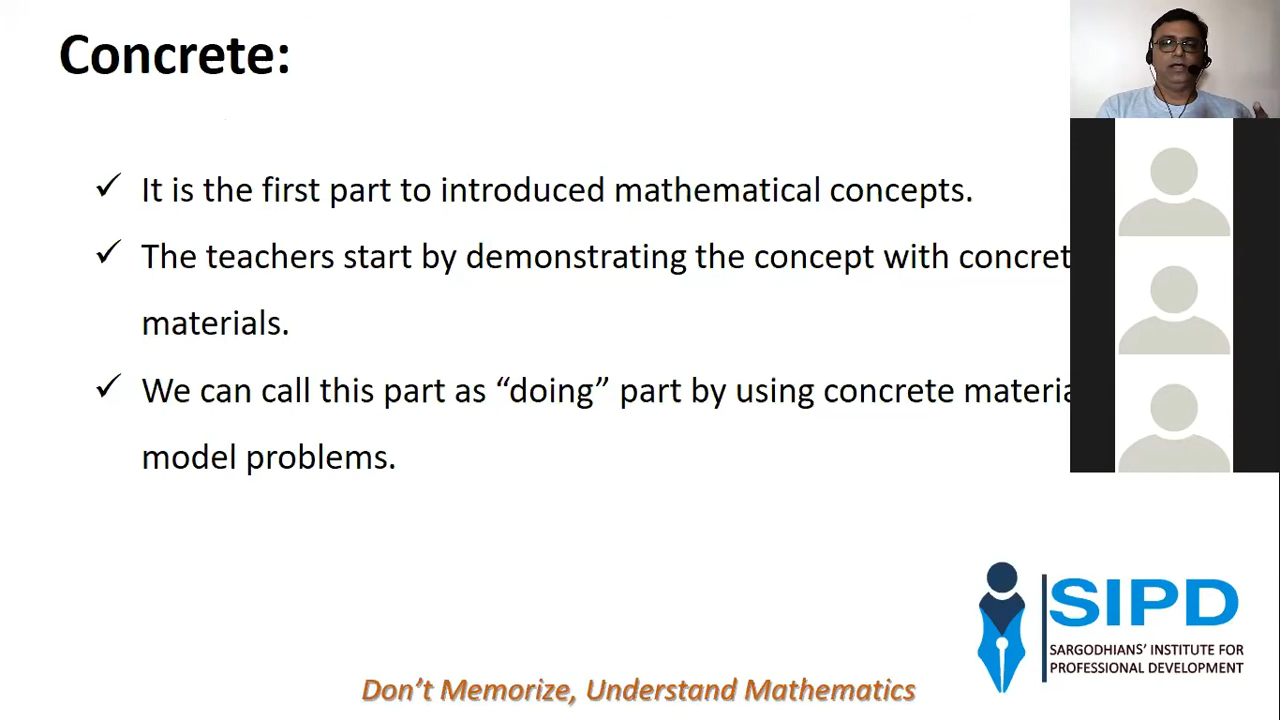 Concrete:
✓ It is the first part to introduced mathematical concepts.
✓ The teachers start by demonstrating the concept with concret
materials.
✓ We can call this part as “doing” part by using concrete materia
model problems.
SIPD
SARGODHIANS’ INSTITUTE FOR
PROFESSIONAL DEVELOPMENT
Don’t Memorize, Understand Mathematics